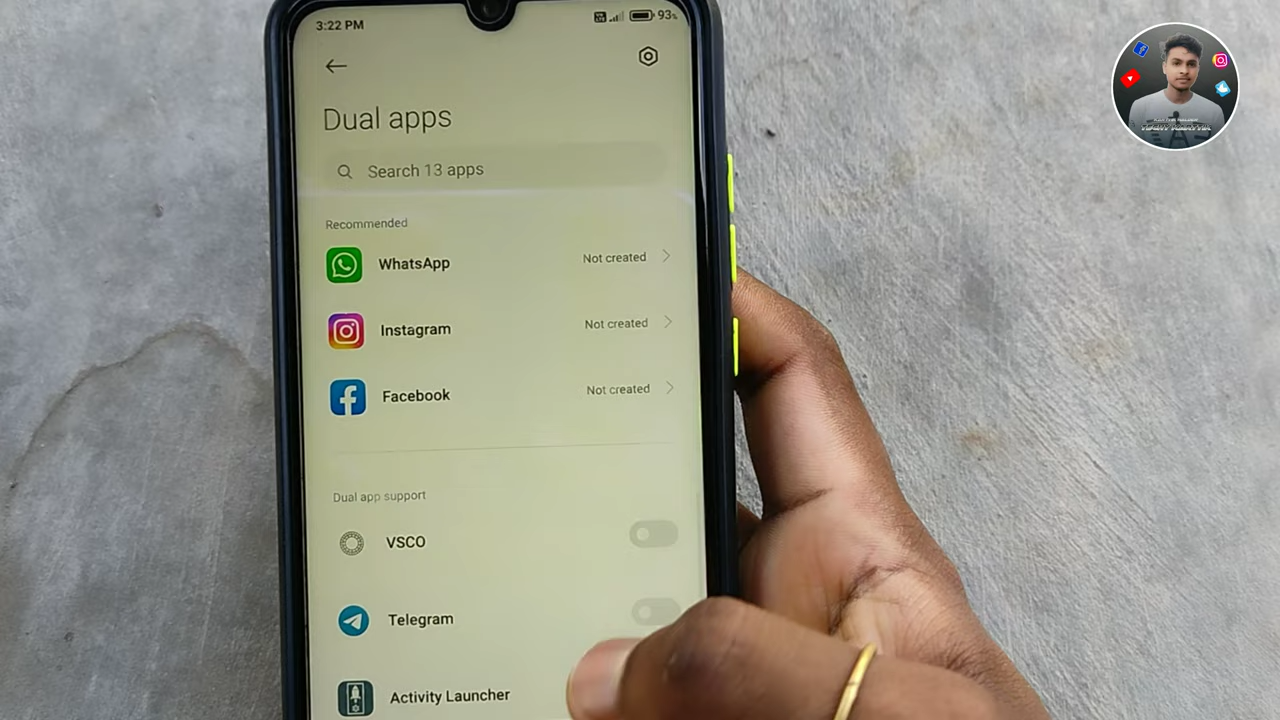 3:22 PM
93%
Dual apps
Search 13 apps
Recommended
WhatsApp
Not created
Instagram
Not created
Facebook
Not created
Dual app support
VSCO
Telegram
Activity Launcher